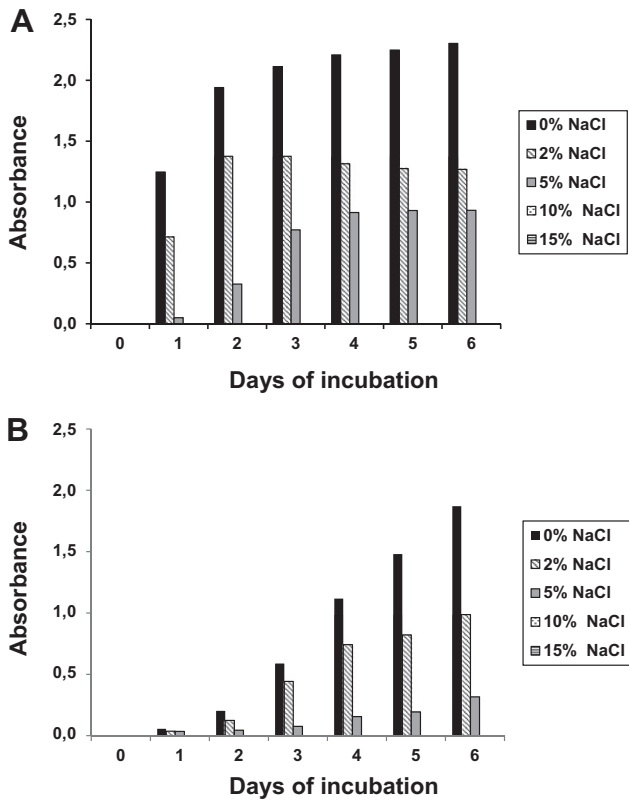 A
2,5
2,0
1,5
1,0
0,5
0,0
Absorbance
0 1 2 3 4 5 6
Days of incubation
0% NaCl
2% NaCl
5% NaCl
10% NaCl
15% NaCl
B
2,5
2,0
1,5
1,0
0,5
0,0
Absorbance
0 1 2 3 4 5 6
Days of incubation
0% NaCl
2% NaCl
5% NaCl
10% NaCl
15% NaCl